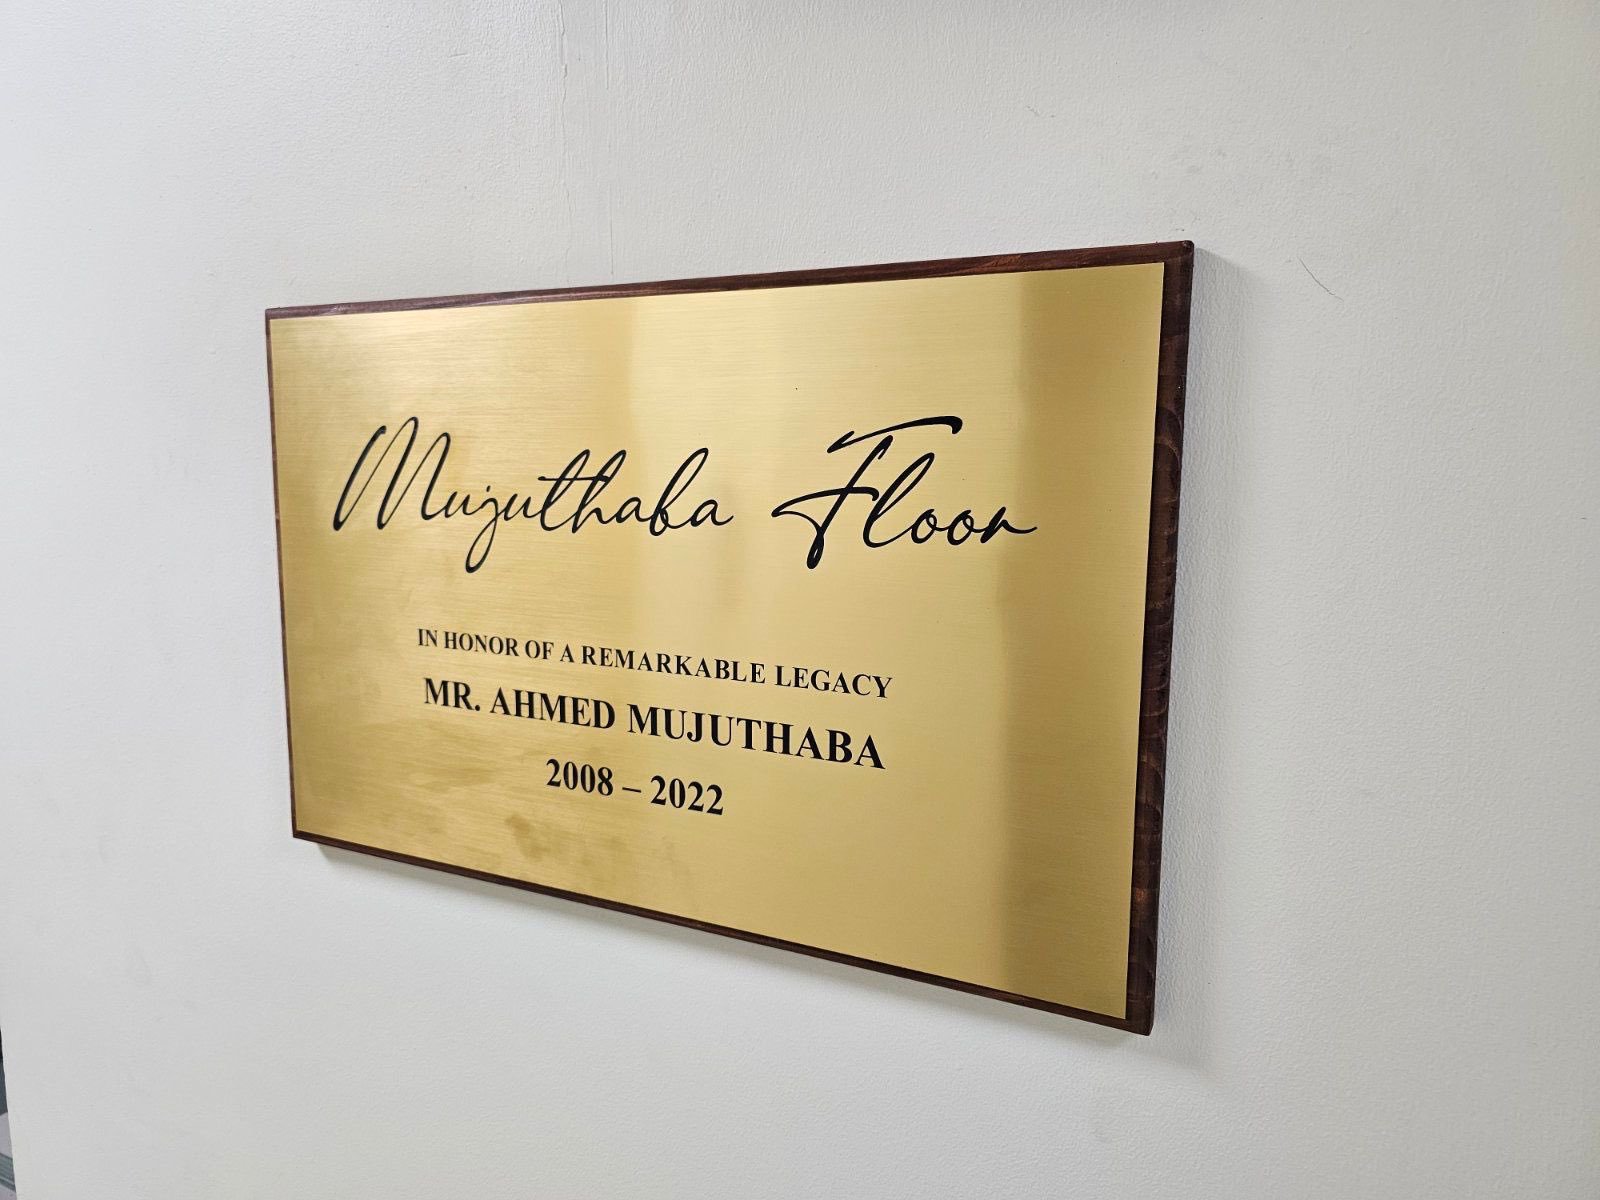 Mujuthaba Floor
IN HONOR OF A REMARKABLE LEGACY
MR. AHMED MUJUTHABA
2008 – 2022